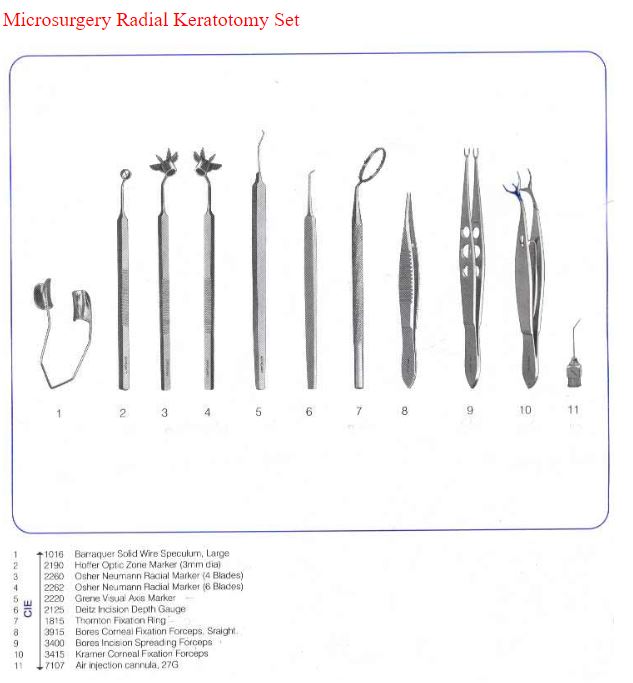 Microsurgery Radial Keratotomy Set
1 2 3 4 5 6 7 8 9 10 11
1 1016 Barraquer Solid Wire Speculum, Large
2 2190 Hoffer Optic Zone Marker (3mm dia)
3 2260 Osher Neumann Radial Marker (4 Blades)
4 2262 Osher Neumann Radial Marker (6 Blades)
5 2220 Grene Visual Axis Marker
6 2125 Deitz Incision Depth Gauge
7 1815 Thornton Fixation Ring
8 3915 Bores Corneal Fixation Forceps, Sraight
9 3400 Bores Incision Spreading Forceps
10 3415 Kramer Corneal Fixation Forceps
11 7107 Air injection cannula, 27G
CIE